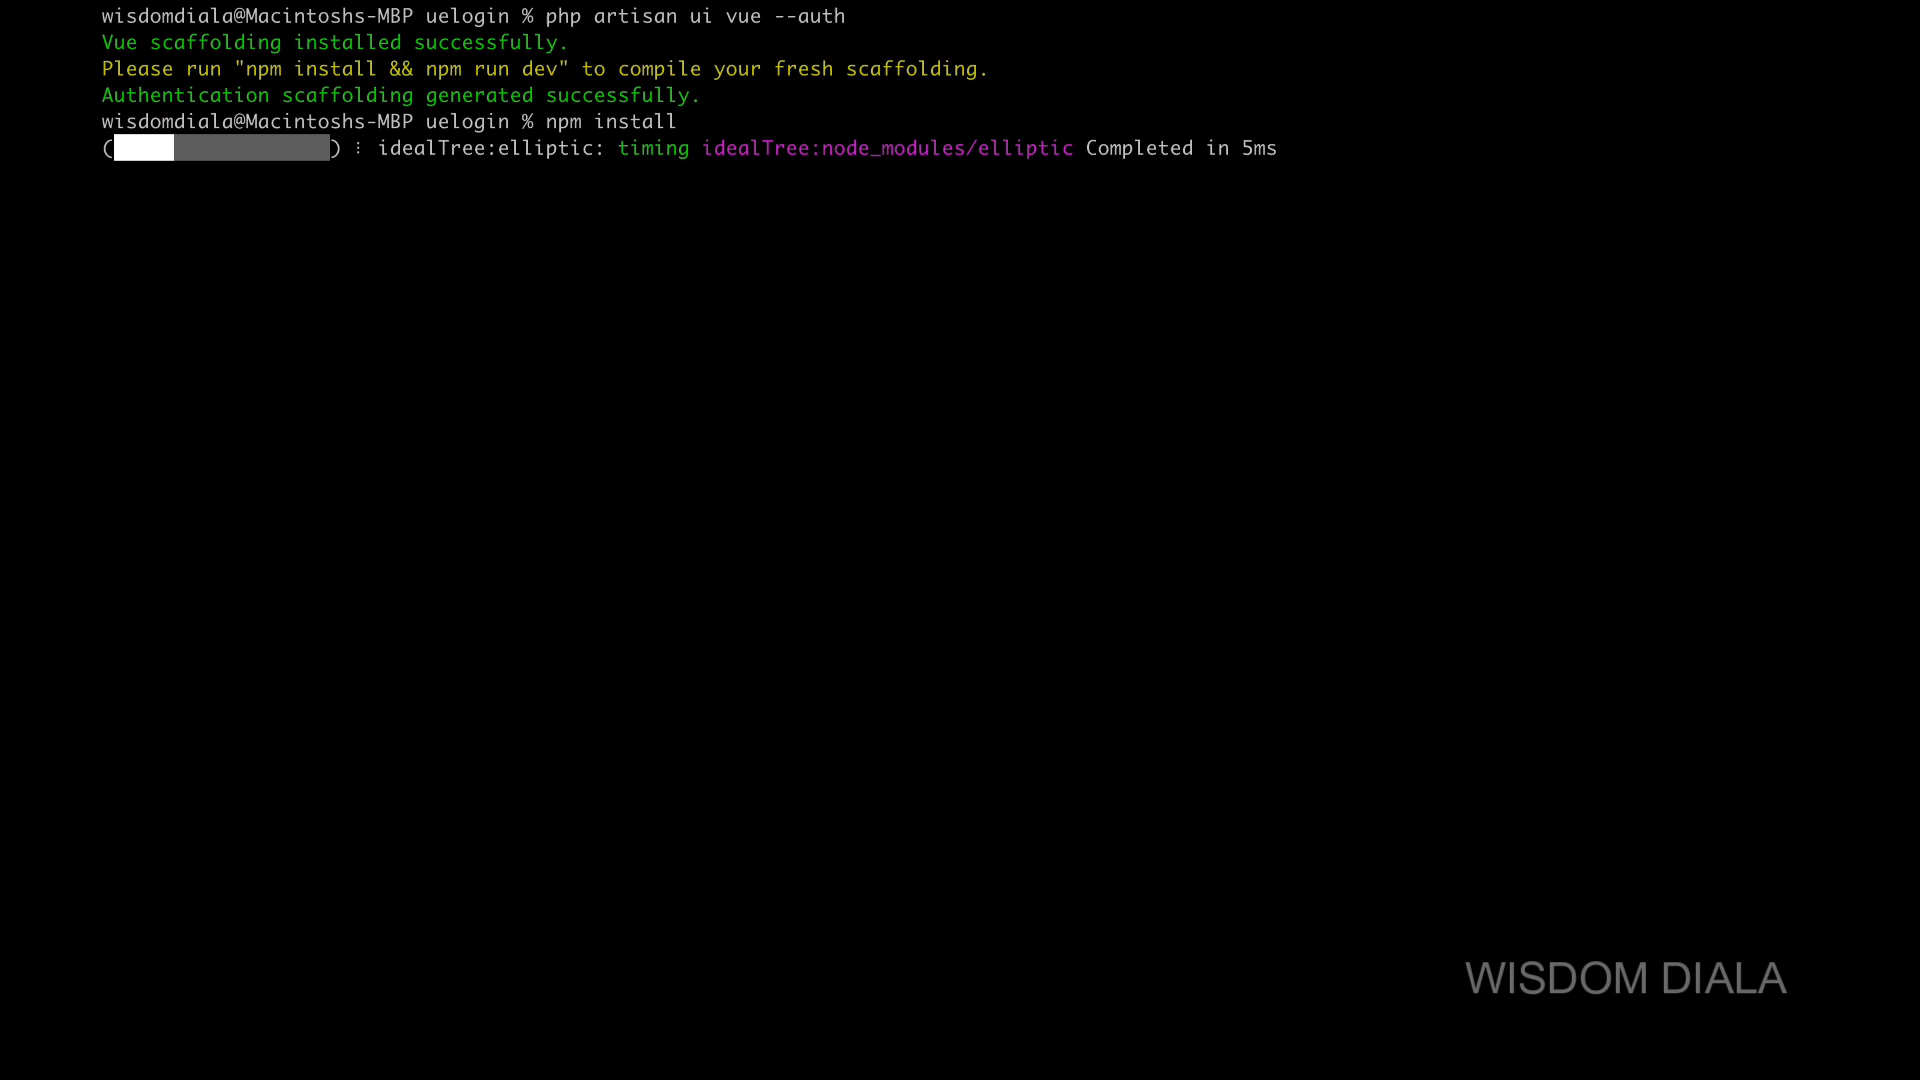 wisdomdiala@Macintoshs-MBP uelogin % php artisan ui vue --auth
Vue scaffolding installed successfully.
Please run "npm install && npm run dev" to compile your fresh scaffolding.
Authentication scaffolding generated successfully.
wisdomdiala@Macintoshs-MBP uelogin % npm install
( ) ⸽ idealTree:elliptic: timing idealTree:node_modules/elliptic Completed in 5ms
WISDOM DIALA